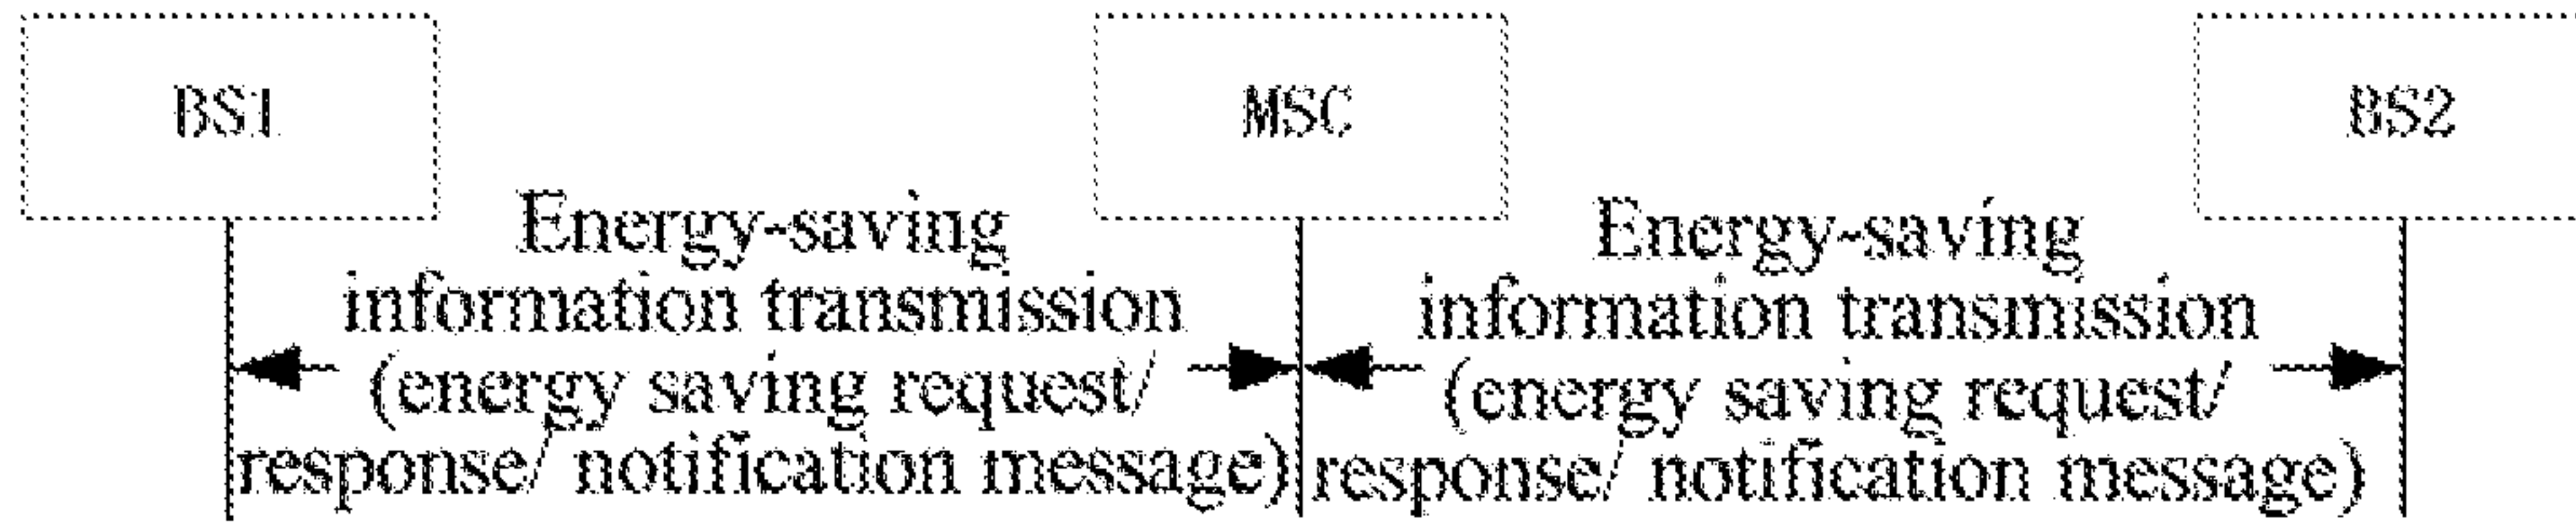 BS1
MSC
BS2
Energy-saving
information transmission
(energy saving request/
response/ notification message)
Energy-saving
information transmission
(energy saving request/
response/ notification message)